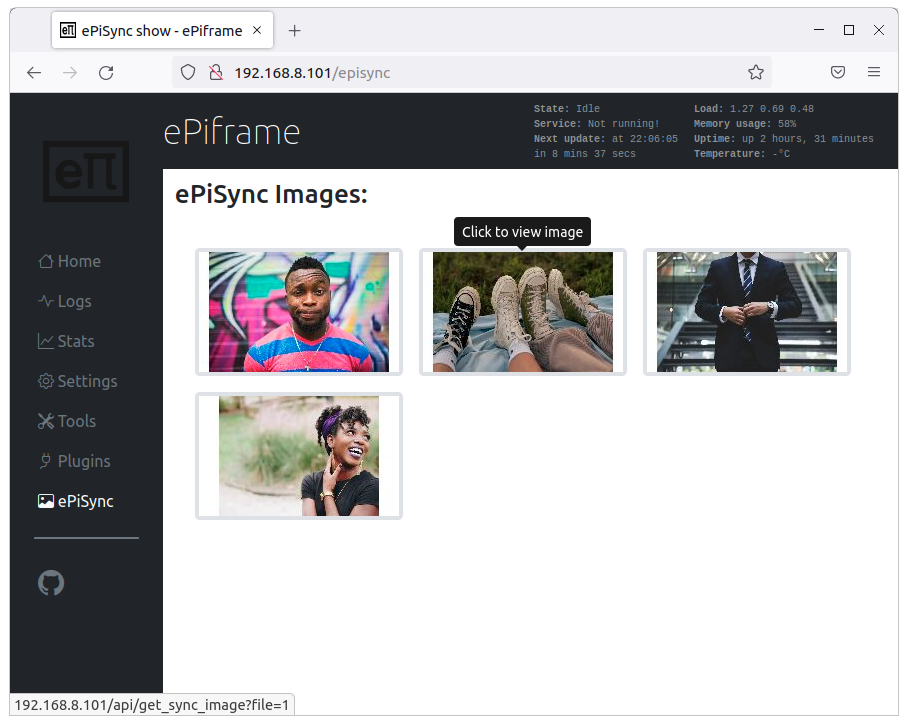 eπ ePiSync show - ePiframe
192.168.8.101/episync
eπ
ePiframe
State: Idle
Service: Not running!
Next update: at 22:06:05
in 8 mins 37 secs
Load: 1.27 0.69 0.48
Memory usage: 58%
Uptime: up 2 hours, 31 minutes
Temperature: -°C
Home
Logs
Stats
Settings
Tools
Plugins
ePiSync
ePiSync Images:
Click to view image
192.168.8.101/api/get_sync_image?file=1